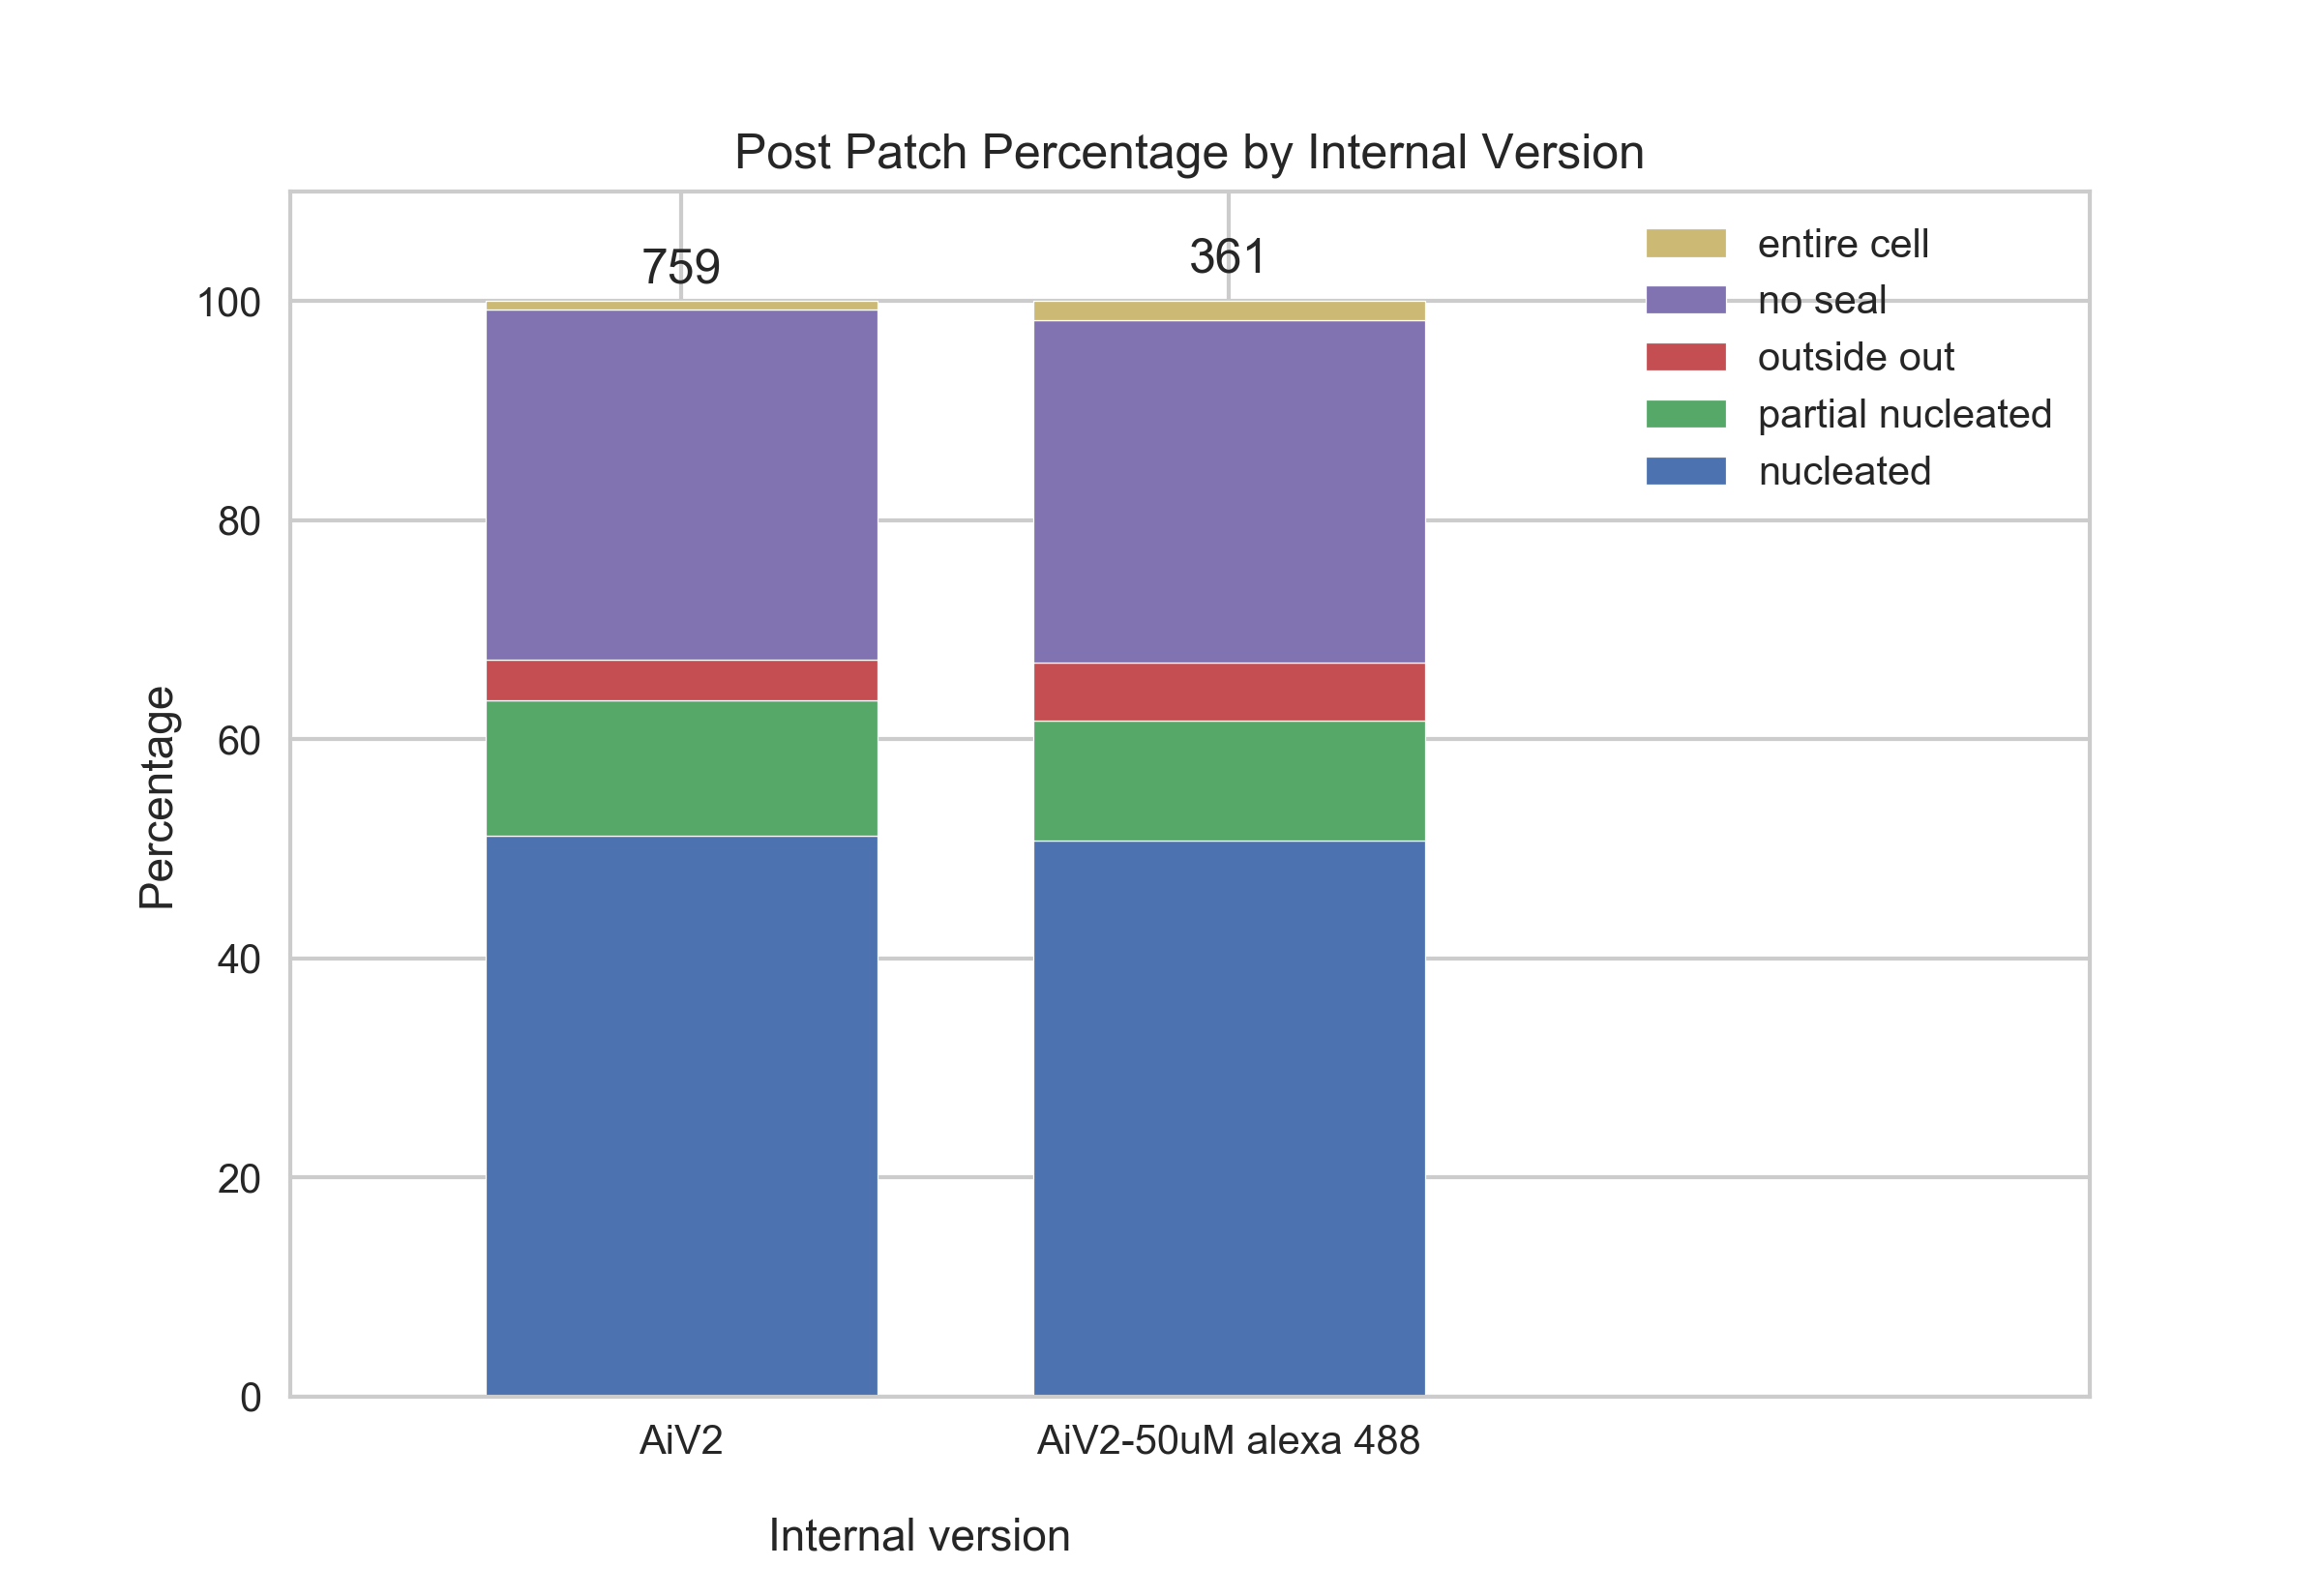 Post Patch Percentage by Internal Version
759
361
entire cell
no seal
outside out
partial nucleated
nucleated
100
80
60
40
20
0
Percentage
AiV2
AiV2-50uM alexa 488
Internal version